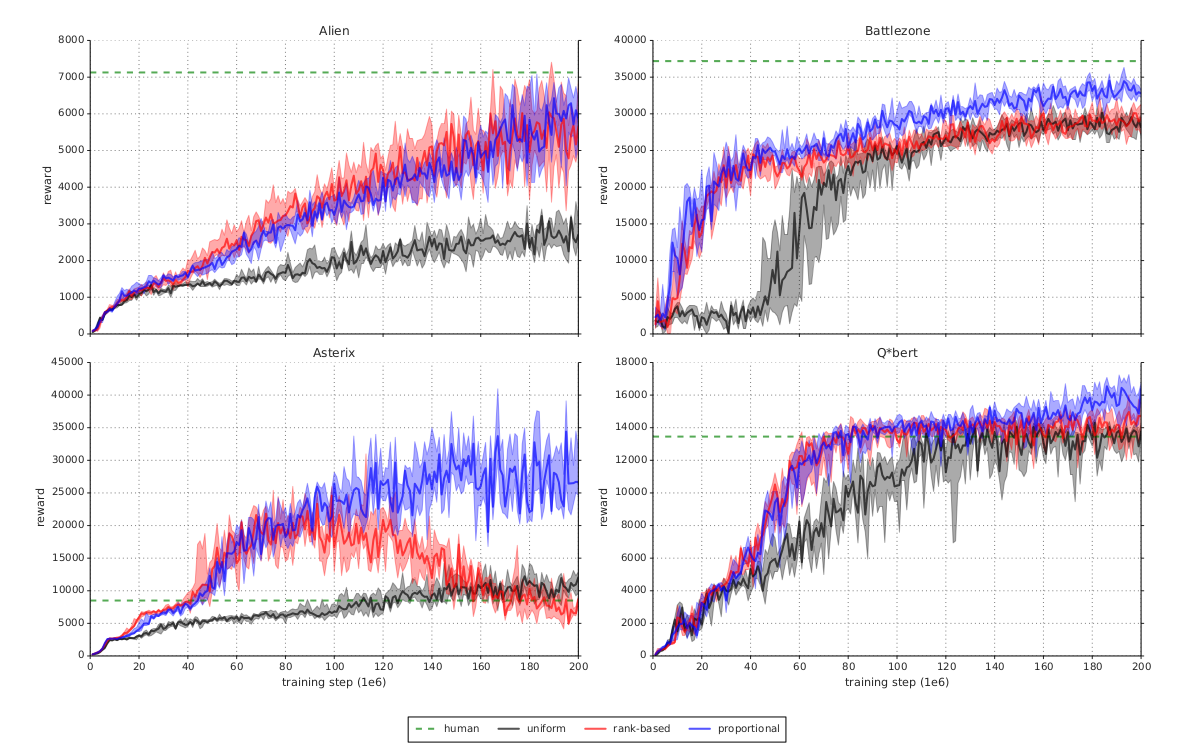 Alien
8000
7000
6000
5000
4000
3000
2000
1000
0
reward
Battlezone
40000
35000
30000
25000
20000
15000
10000
5000
0
reward
Asterix
45000
40000
35000
30000
25000
20000
15000
10000
5000
0
reward
0 20 40 60 80 100 120 140 160 180 200
training step (1e6)
Q*bert
18000
16000
14000
12000
10000
8000
6000
4000
2000
0
reward
0 20 40 60 80 100 120 140 160 180 200
training step (1e6)
human uniform rank-based proportional